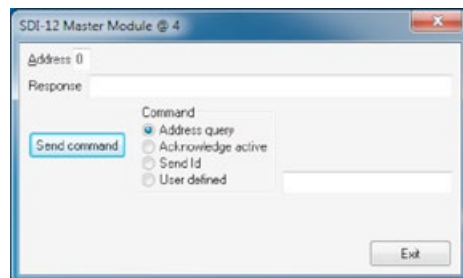 SDI-12 Master Module @ 4
Address 0
Response
Command
Address query
Send command
Acknowledge active
Send Id
User defined
Exit